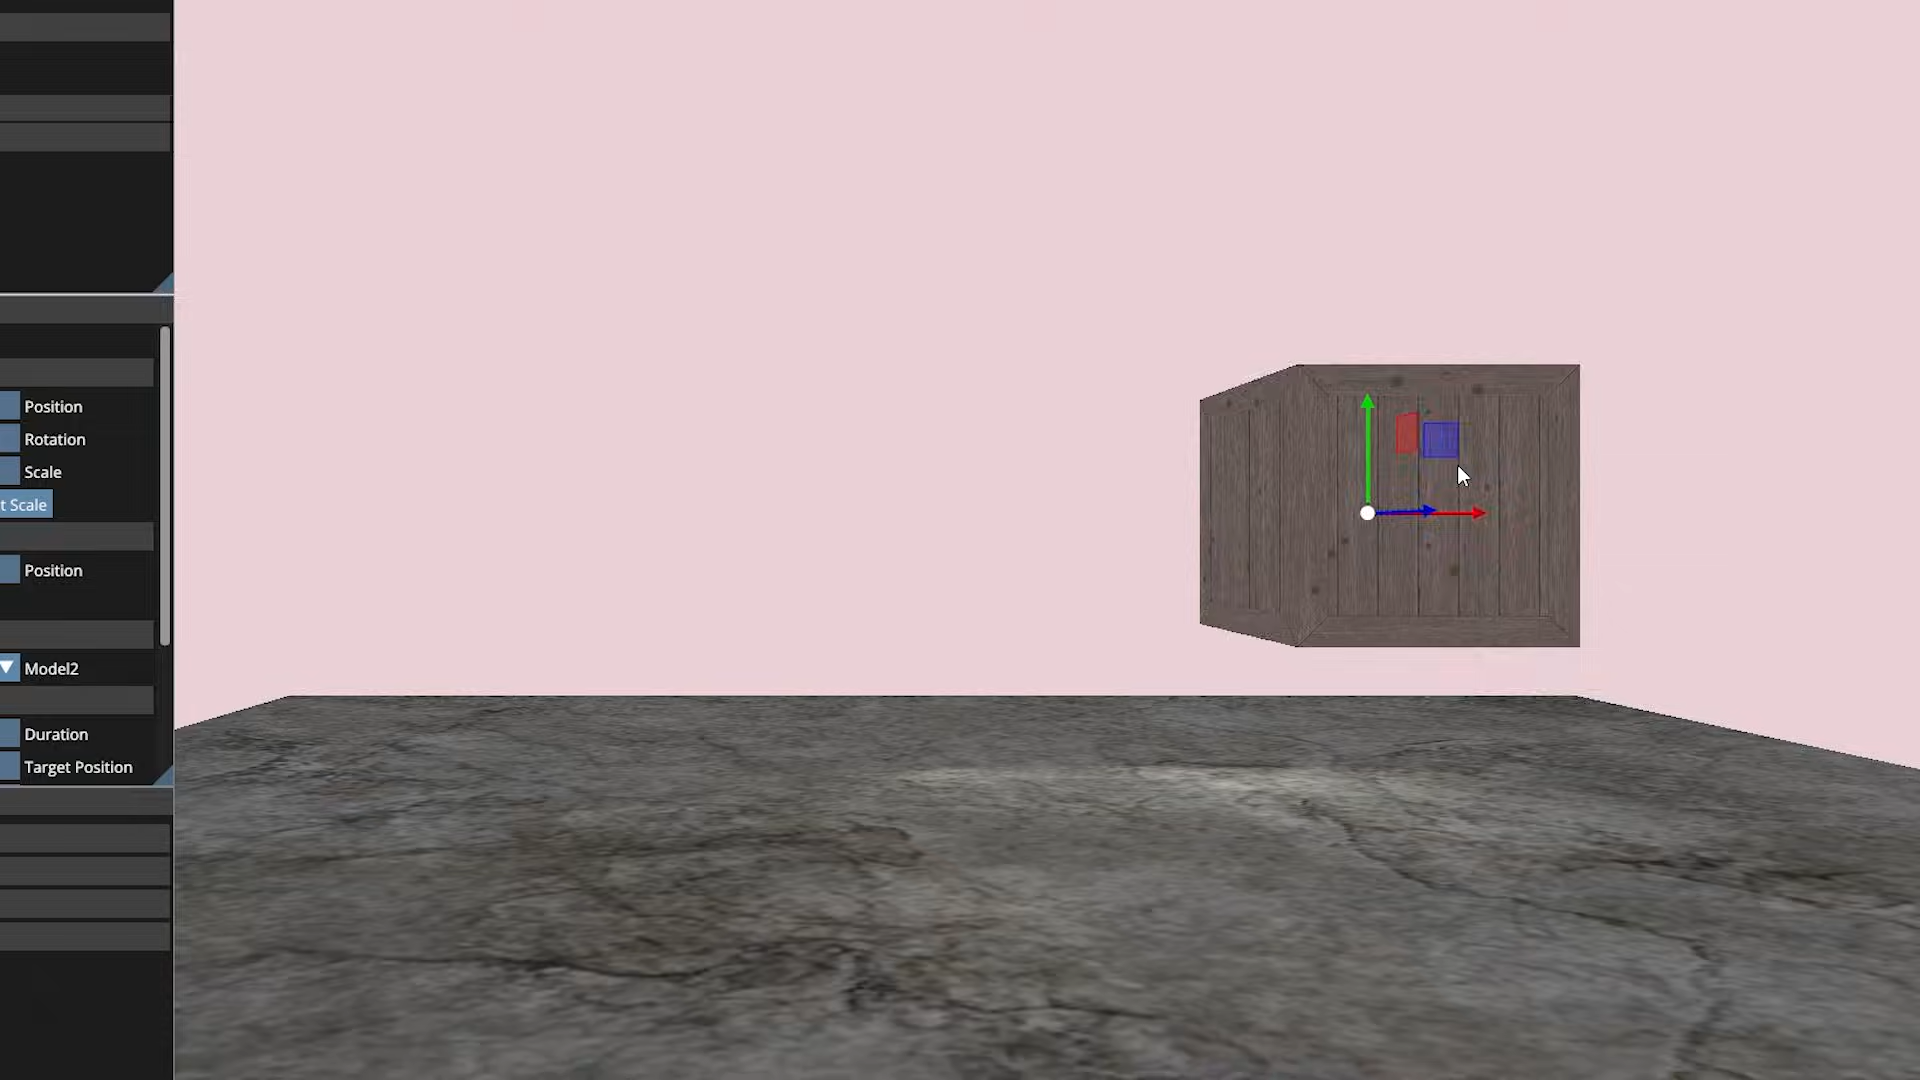 Position
Rotation
Scale
t Scale
Position
Model2
Duration
Target Position